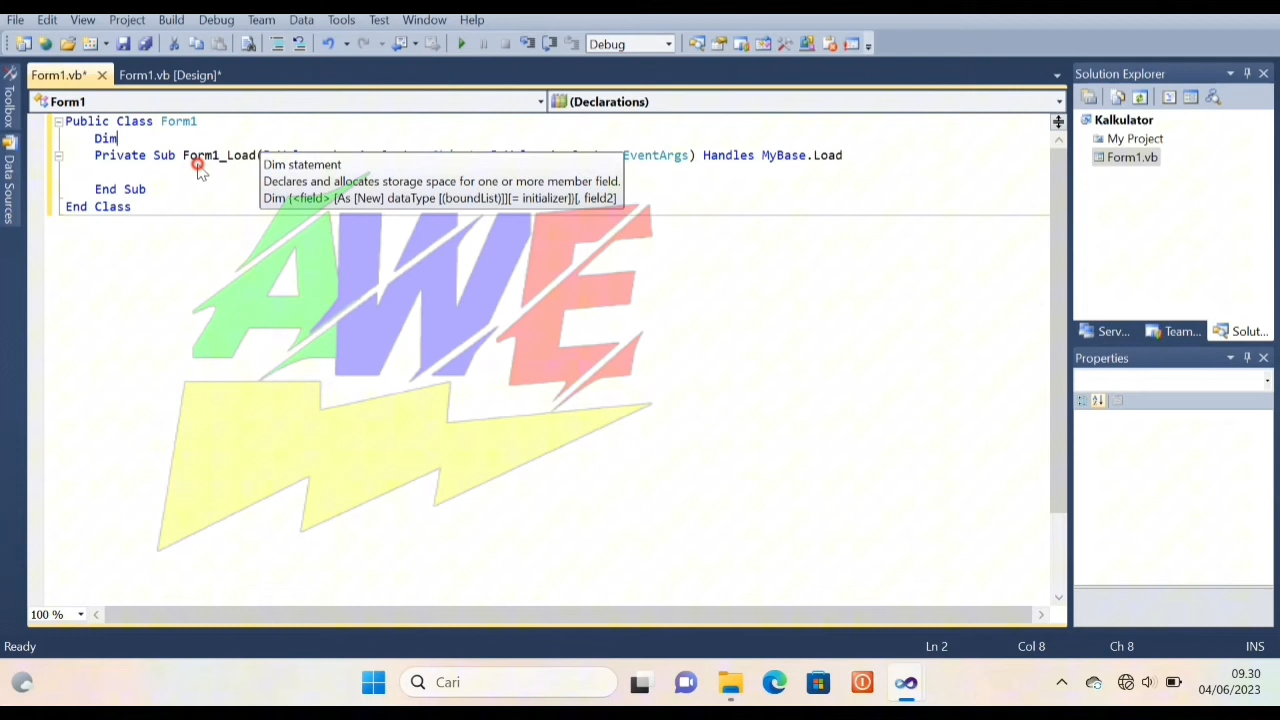 File Edit View Project Build Debug Team Data Tools Test Window Help
Debug
Form1.vb* Form1.vb [Design]*
Form1 (Declarations)
Public Class Form1
Dim
Private Sub Form1_Load( EventArgs) Handles MyBase.Load
Dim statement
Declares and allocates storage space for one or more member field.
Dim {<field> [As [New] dataType [(boundList)]][= initializer]}[, field2]
End Sub
End Class
AWE
100 %
Toolbox
Data Sources
Solution Explorer
Kalkulator
My Project
Form1.vb
Serv... Team... Solut...
Properties
Ready Ln 2 Col 8 Ch 8 INS
Cari
09.30
04/06/2023